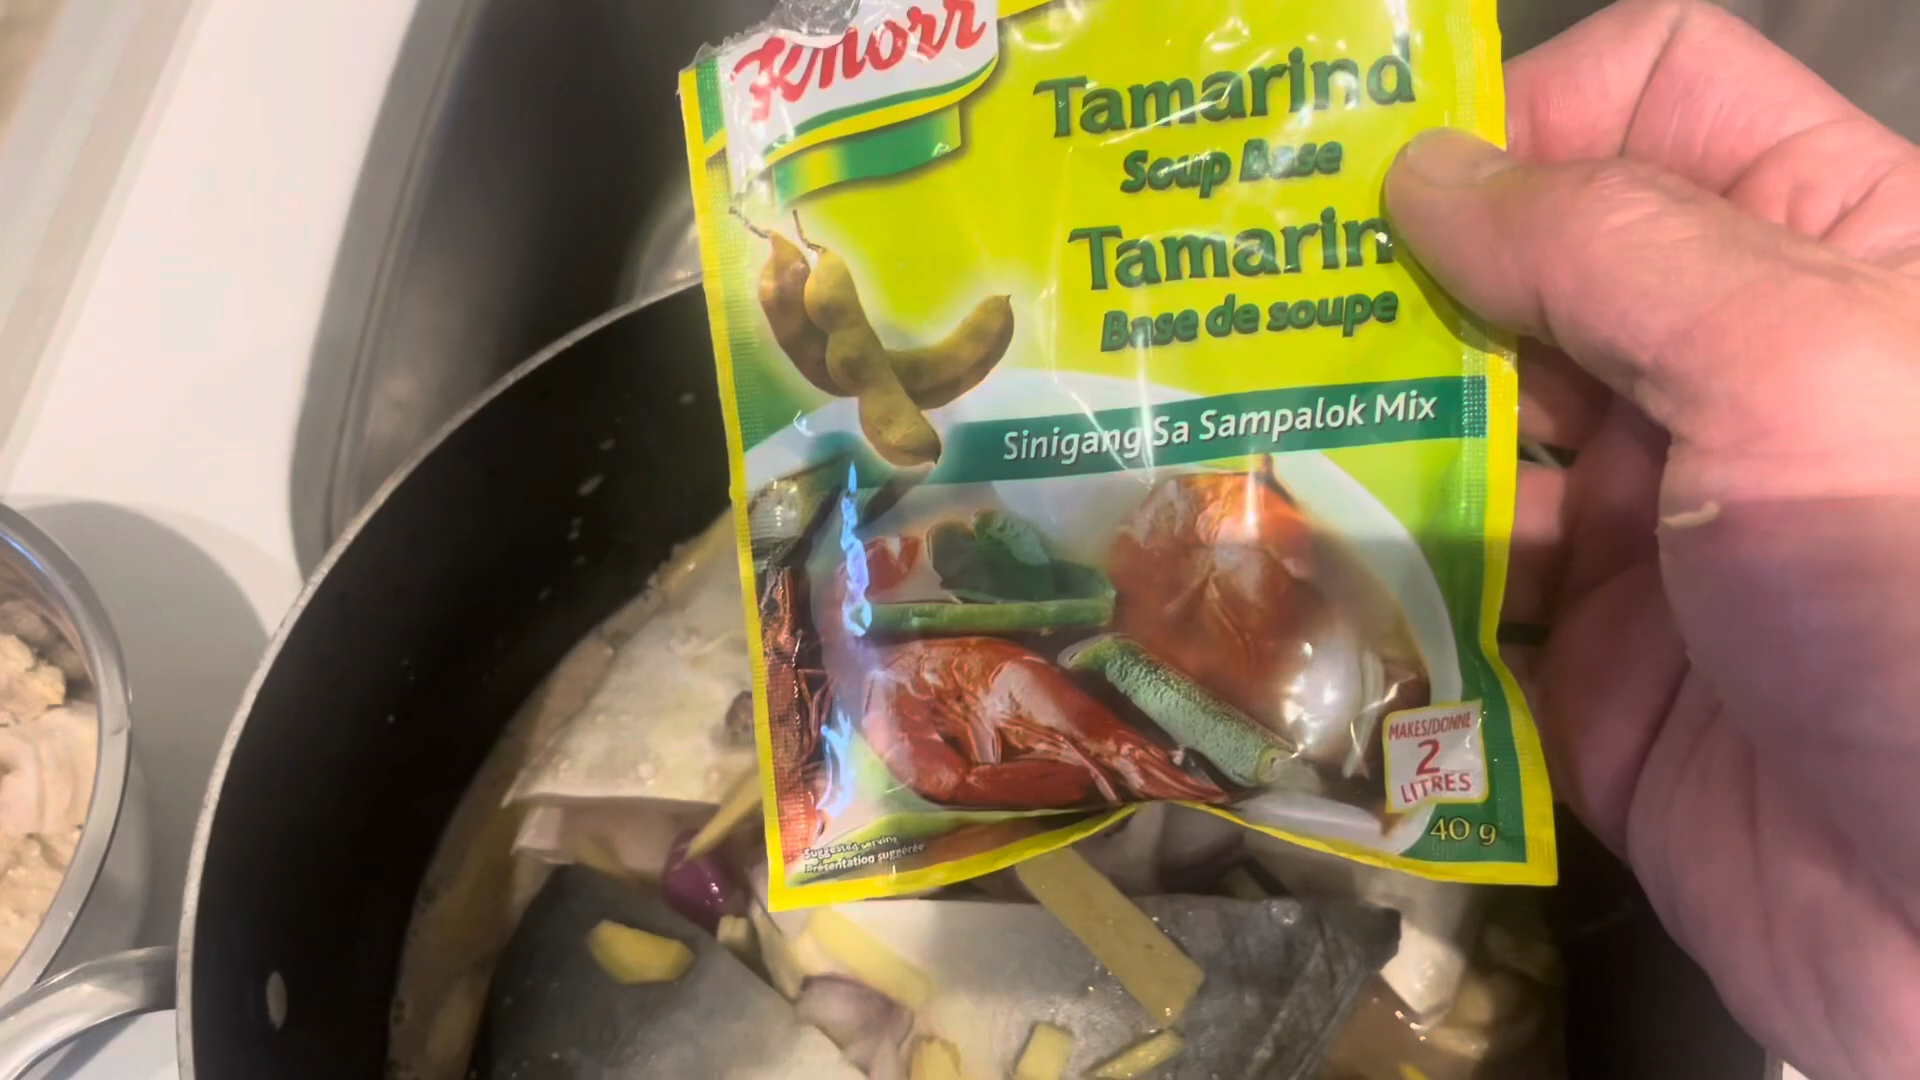 Knorr
Tamarind
Soup Base
Tamarin
Base de soupe
Sinigang Sa Sampalok Mix
MAKES/DONNE
2
LITRES
40 g
Suggested serving
Présentation suggérée